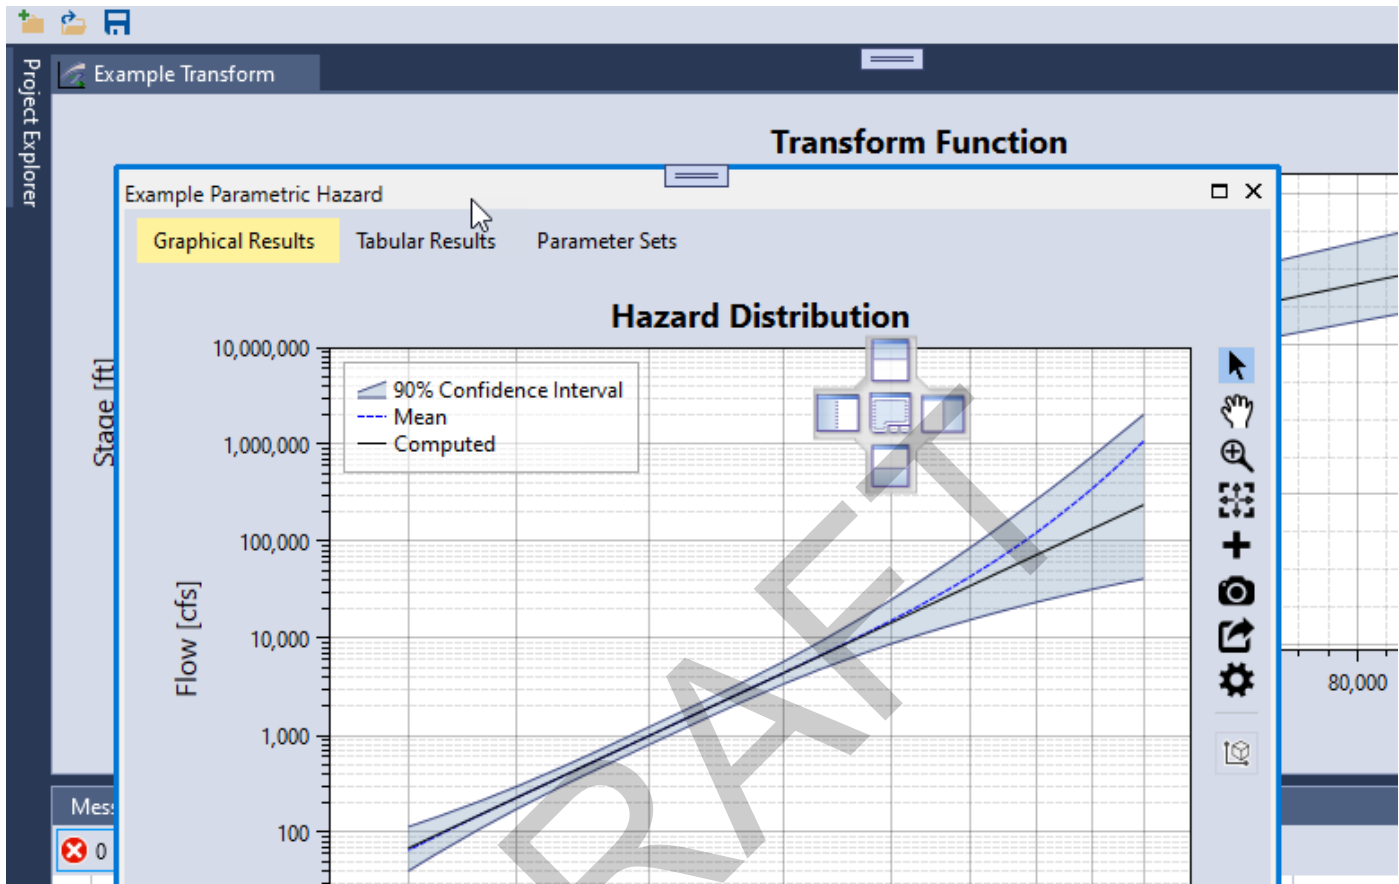 Project Explorer
Example Transform
Transform Function
Example Parametric Hazard
Graphical Results
Tabular Results
Parameter Sets
Hazard Distribution
Stage [ft]
Flow [cfs]
10,000,000
1,000,000
100,000
10,000
1,000
100
90% Confidence Interval
Mean
Computed
80,000
Mess
0
RAFT